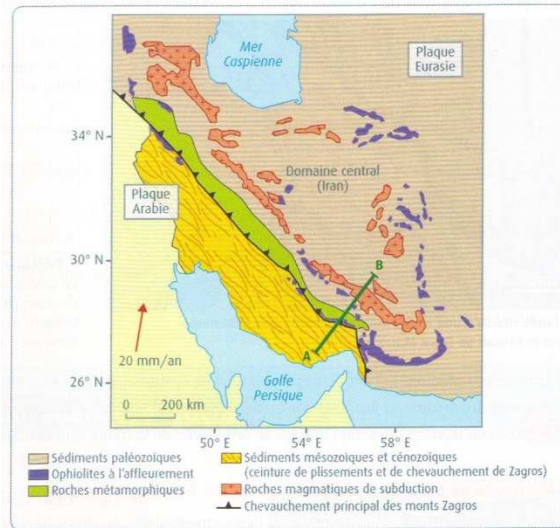 Mer
Caspienne
Plaque
Eurasie
34° N
Domaine central
(Iran)
Plaque
Arabie
30° N
B
20 mm/an
A
26° N
Golfe
Persique
0 200 km
50° E 54° E 58° E
Sédiments paléozoïques
Ophiolites à l'affleurement
Roches métamorphiques
Sédiments mésozoïques et cénozoïques
(ceinture de plissements et de chevauchement de Zagros)
Roches magmatiques de subduction
Chevauchement principal des monts Zagros